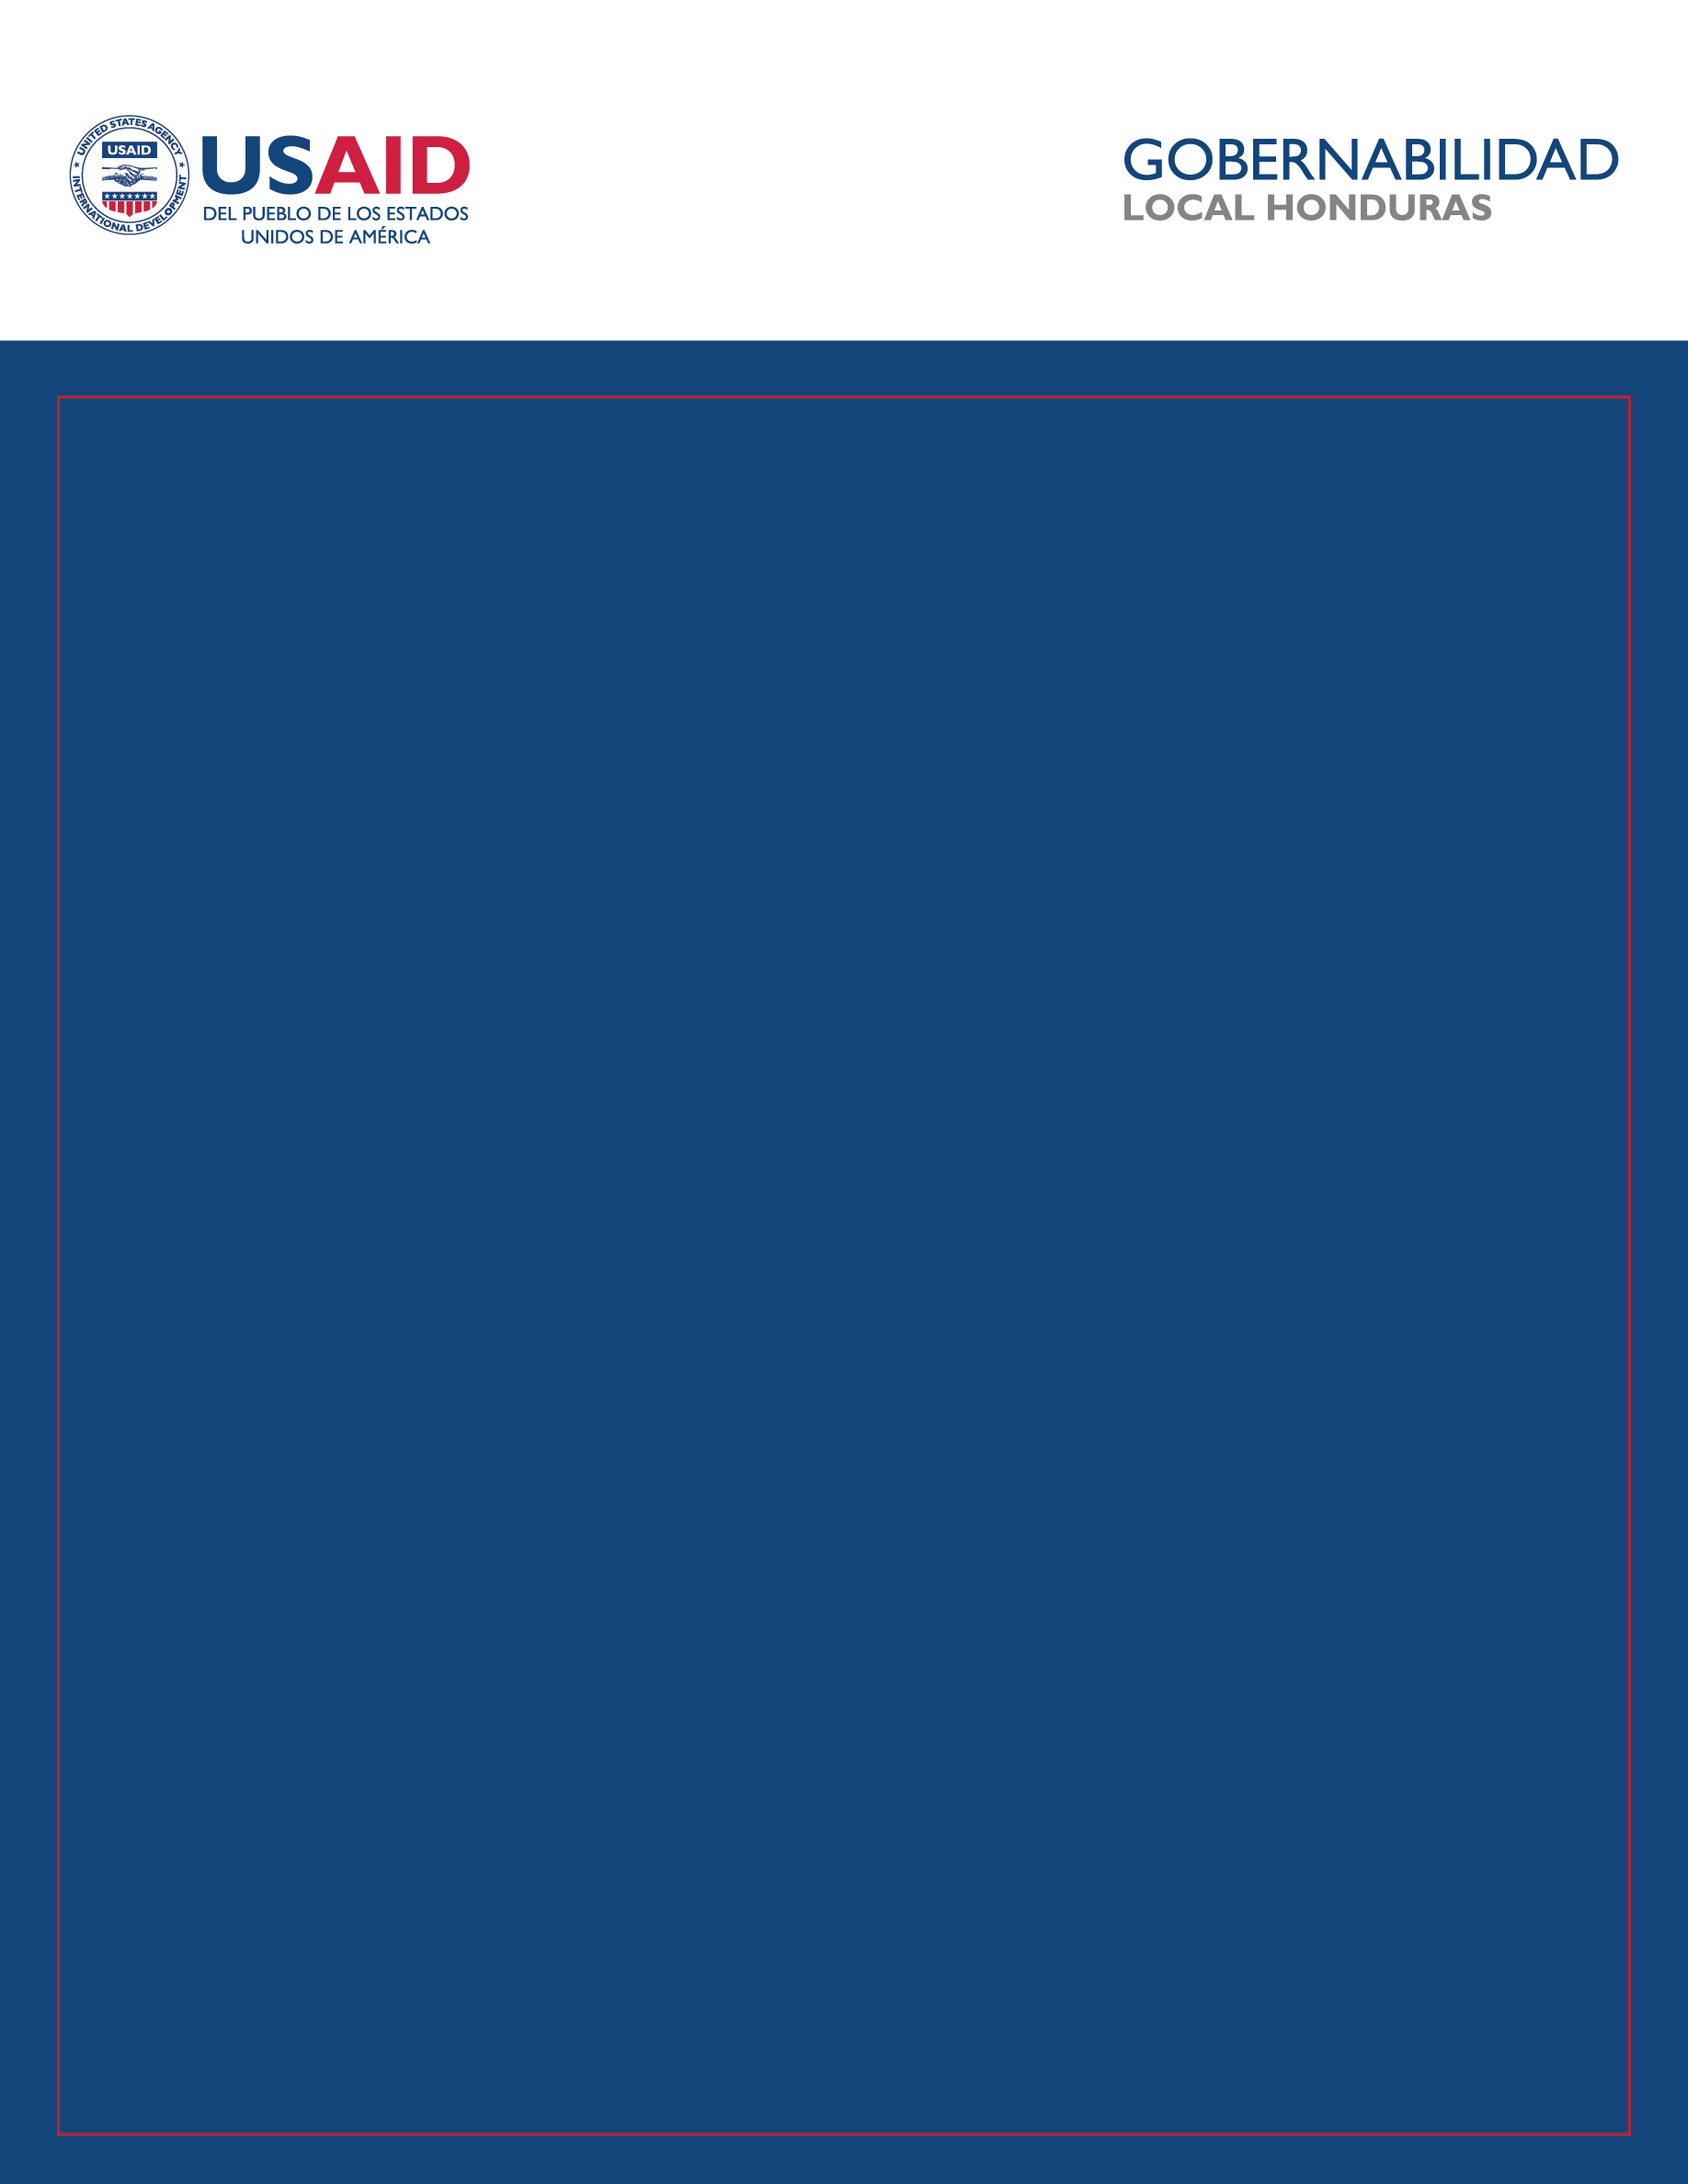 UNITED STATES AGENCY
USAID
INTERNATIONAL DEVELOPMENT
USAID
DEL PUEBLO DE LOS ESTADOS
UNIDOS DE AMÉRICA
GOBERNABILIDAD
LOCAL HONDURAS